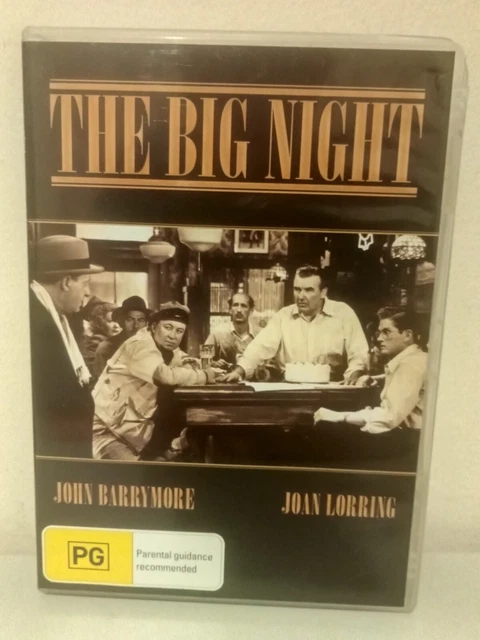 THE BIG NIGHT
JOHN BARRYMORE
JOAN LORRING
PG
Parental guidance
recommended